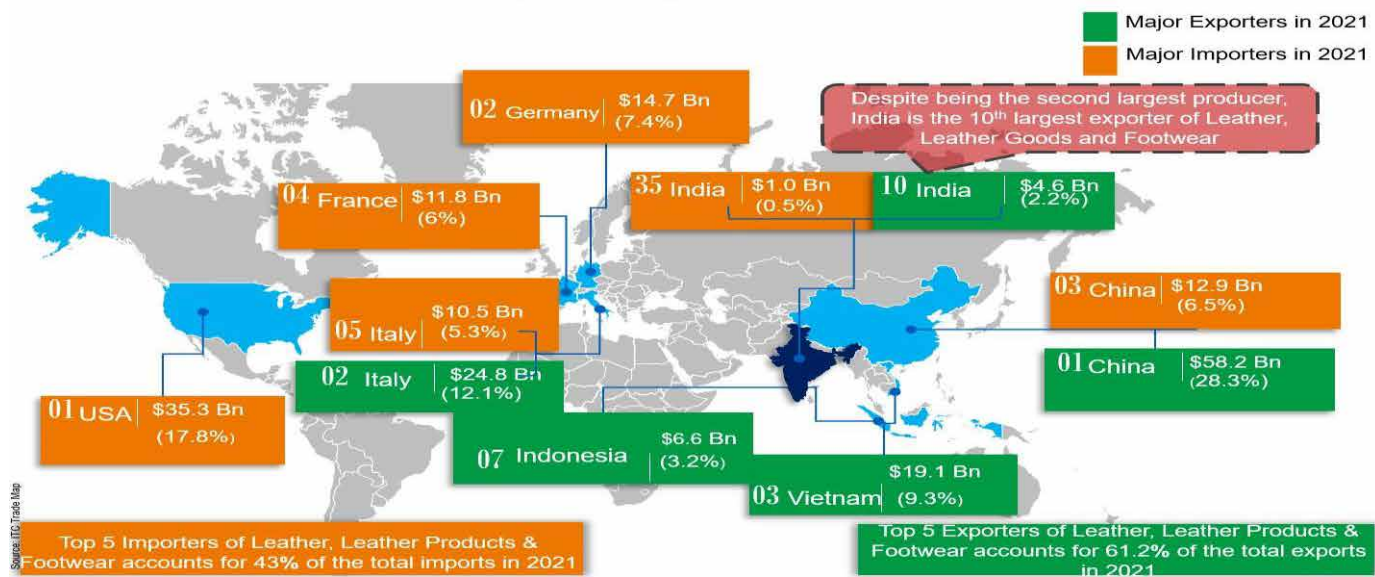 Major Exporters in 2021
Major Importers in 2021
Despite being the second largest producer,
India is the 10th largest exporter of Leather,
Leather Goods and Footwear
02 Germany
$14.7 Bn
(7.4%)
04 France
$11.8 Bn
(6%)
35 India
$1.0 Bn
(0.5%)
10 India
$4.6 Bn
(2.2%)
05 Italy
$10.5 Bn
(5.3%)
03 China
$12.9 Bn
(6.5%)
02 Italy
$24.8 Bn
(12.1%)
01 China
$58.2 Bn
(28.3%)
01 USA
$35.3 Bn
(17.8%)
07 Indonesia
$6.6 Bn
(3.2%)
03 Vietnam
$19.1 Bn
(9.3%)
Source: ITC Trade Map
Top 5 Importers of Leather, Leather Products &
Footwear accounts for 43% of the total imports in 2021
Top 5 Exporters of Leather, Leather Products &
Footwear accounts for 61.2% of the total exports
in 2021